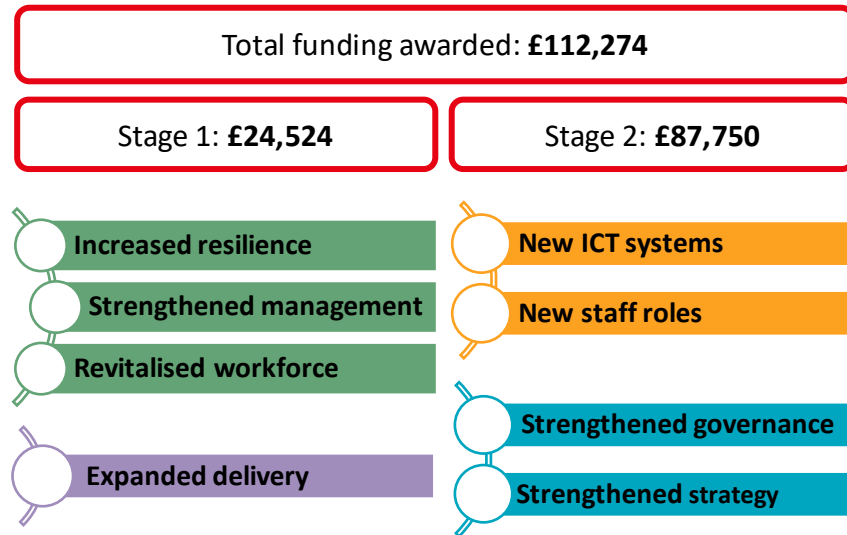 Total funding awarded: £112,274
Stage 1: £24,524
Stage 2: £87,750
Increased resilience
Strengthened management
Revitalised workforce
Expanded delivery
New ICT systems
New staff roles
Strengthened governance
Strengthened strategy